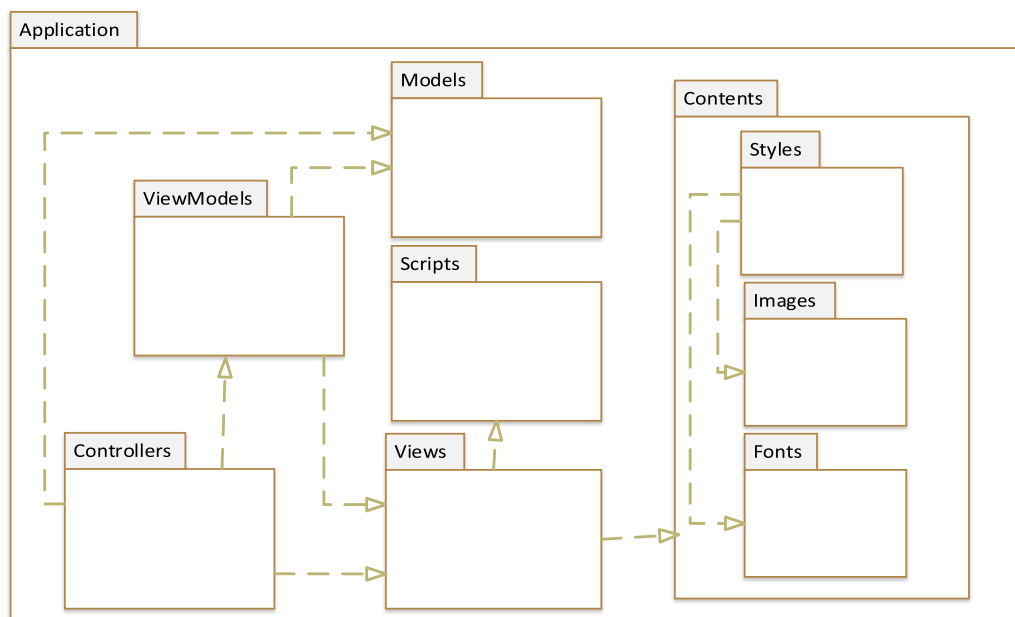 Application
Models
Contents
Styles
ViewModels
Scripts
Images
Controllers
Views
Fonts